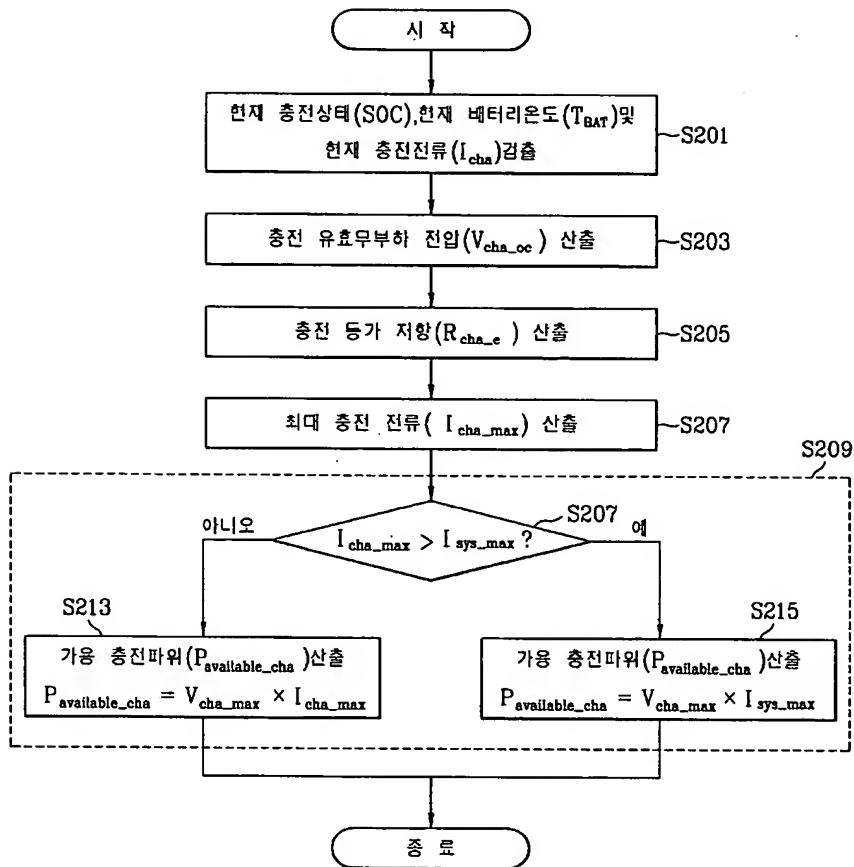 시 작
현재 충전상태(SOC),현재 배터리온도(T_BAT)및
현재 충전전류(I_cha)검출
S201
충전 유효무부하 전압(V_cha_oc) 산출
S203
충전 등가 저항(R_cha_e) 산출
S205
최대 충전 전류( I_cha_max) 산출
S207
S209
S207
아니오
I_cha_max > I_sys_max ?
예
S213
가용 충전파워(P_available_cha)산출
P_available_cha = V_cha_max × I_cha_max
S215
가용 충전파워(P_available_cha)산출
P_available_cha = V_cha_max × I_sys_max
종 료